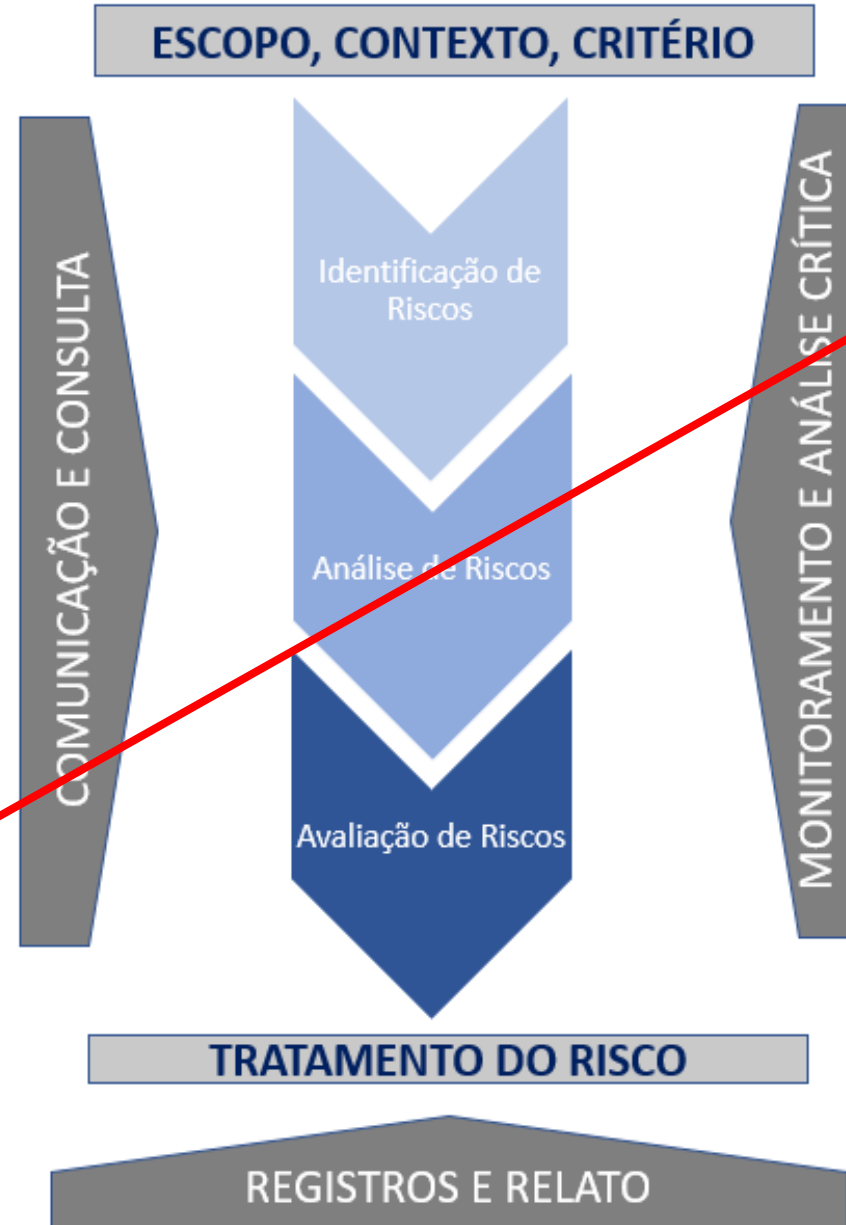 ESCOPO, CONTEXTO, CRITÉRIO
COMUNICAÇÃO E CONSULTA
Identificação de
Riscos
Análise de Riscos
Avaliação de Riscos
MONITORAMENTO E ANÁLISE CRÍTICA
TRATAMENTO DO RISCO
REGISTROS E RELATO